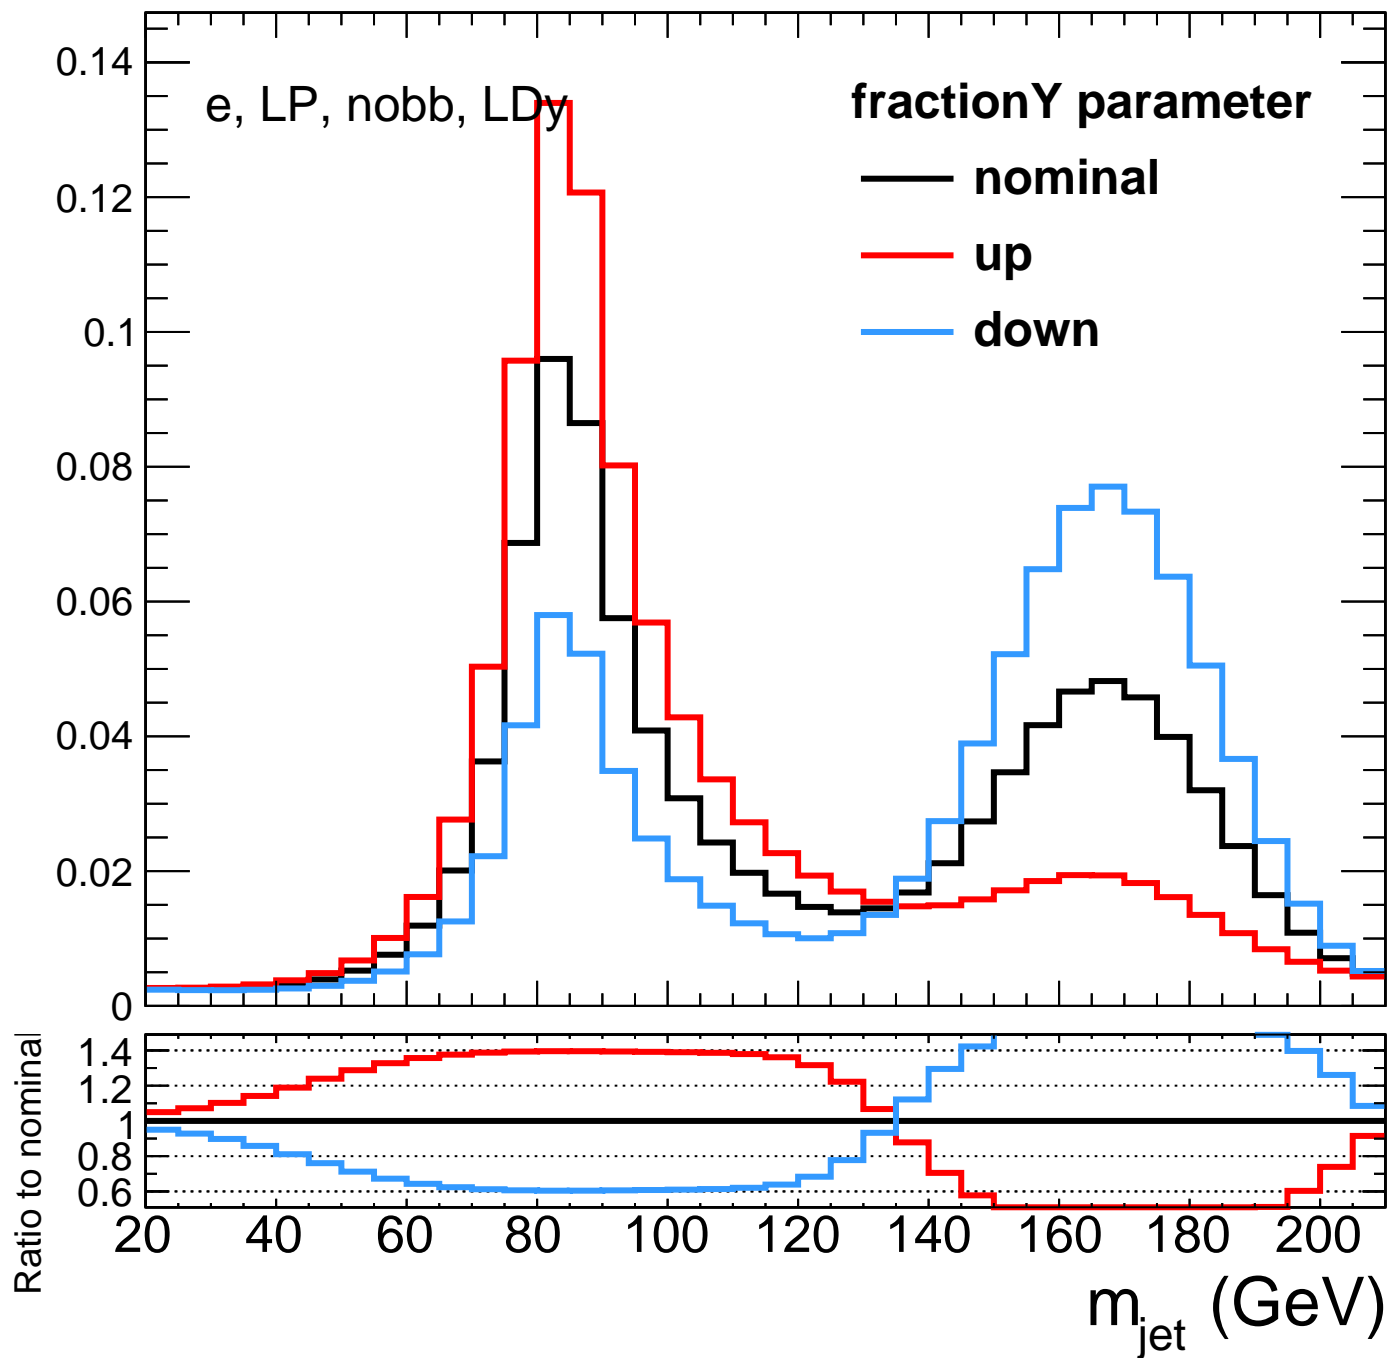 0.14
0.12
0.1
0.08
0.06
0.04
0.02
0
e, LP, nobb, LDy
fractionY parameter
nominal
up
down
Ratio to nominal
1.4
1.2
1
0.8
0.6
20 40 60 80 100 120 140 160 180 200
m_jet (GeV)